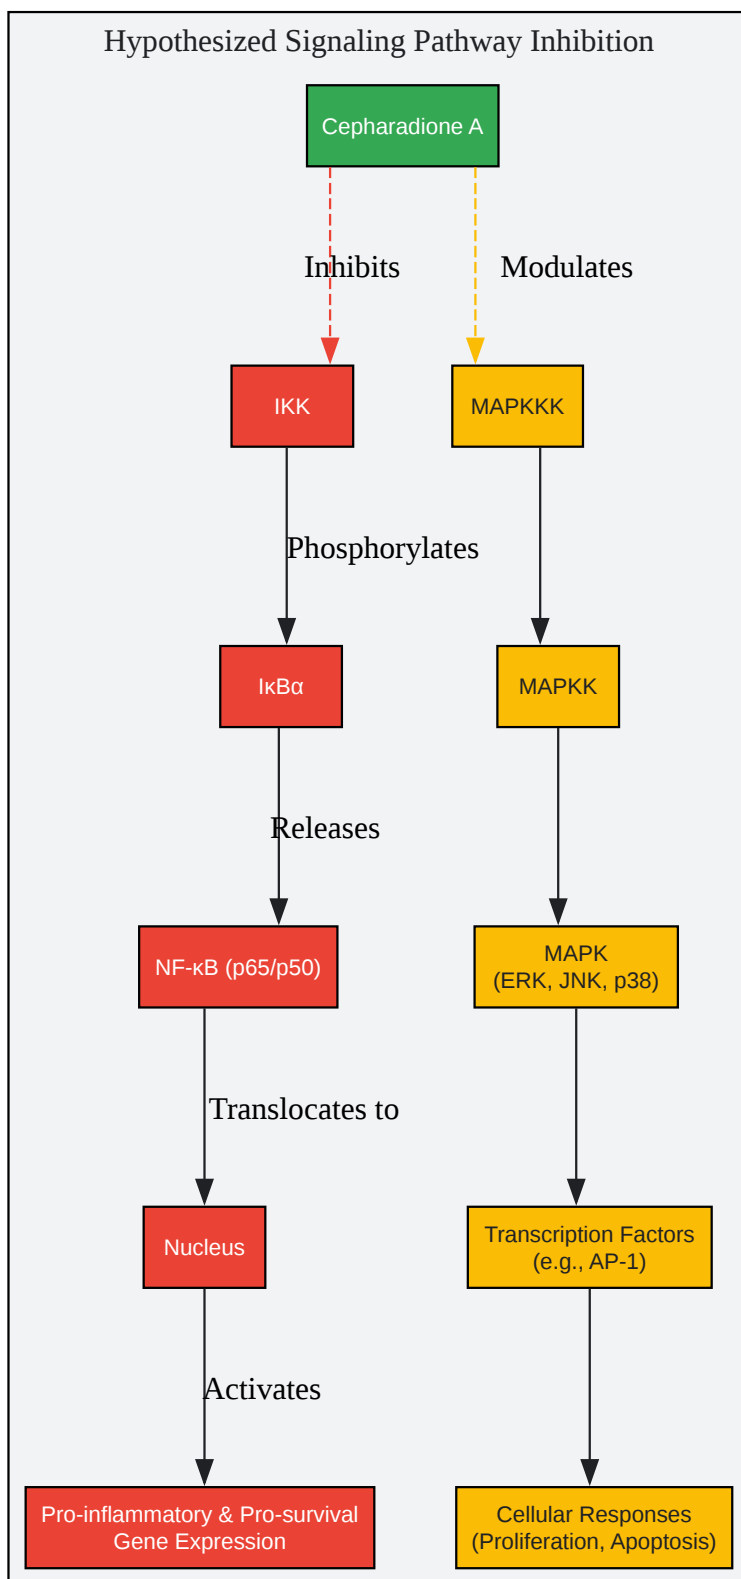 Hypothesized Signaling Pathway Inhibition
Cepharadione A
Inhibits
Modulates
IKK
MAPKKK
Phosphorylates
IκBα
MAPKK
Releases
NF-κB (p65/p50)
MAPK
(ERK, JNK, p38)
Translocates to
Nucleus
Transcription Factors
(e.g., AP-1)
Activates
Pro-inflammatory & Pro-survival
Gene Expression
Cellular Responses
(Proliferation, Apoptosis)